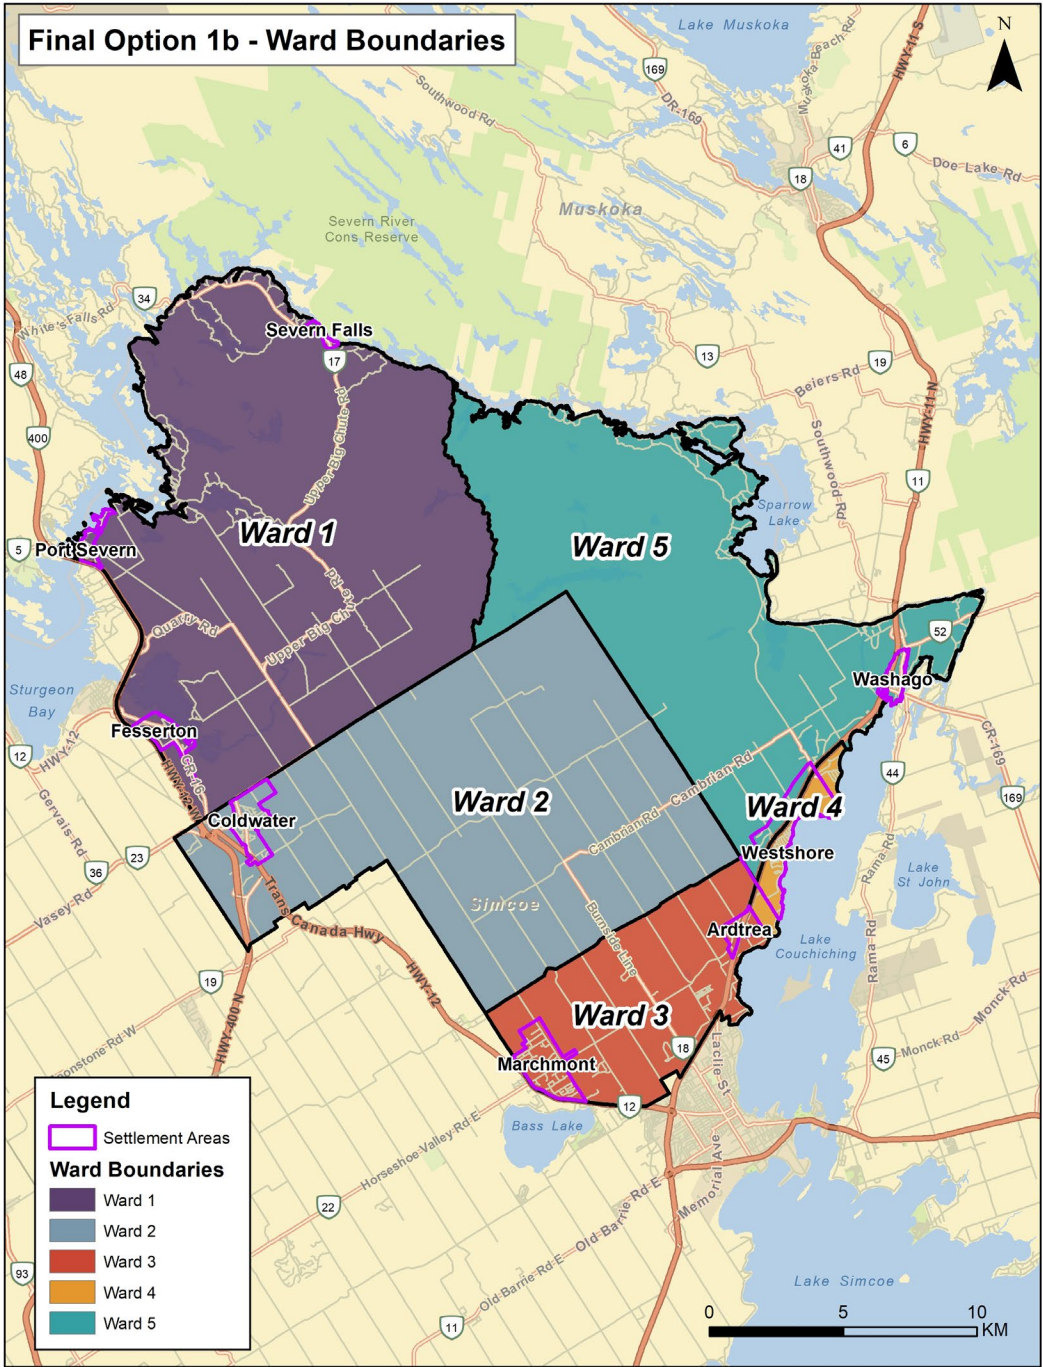 Final Option 1b - Ward Boundaries
Lake Muskoka
N
HWY-11 S
Muskoka Beach Rd
169
DR-169
Southwood Rd
41
6
18
Doe Lake Rd
Muskoka
Severn River
Cons Reserve
34
White's Falls Rd
Severn Falls
17
13
19
Beiers Rd
48
400
HWY-11 N
Southwood Rd
Upper Big Chute Rd
11
Sparrow
Lake
Ward 1
Ward 5
5
Port Severn
Quarry Rd
Upper Big Chute Rd
52
Washago
Sturgeon
Bay
Fesserton
HWY-12
12
CR-16
HWY-12 W
CR-169
44
169
Gervais Rd
Cambrian Rd
Ward 2
Ward 4
Coldwater
Cambrian Rd
Westshore
23
36
Vasey Rd
Rama Rd
Lake
St John
Trans Canada Hwy
Simcoe
Burnside Line
Ardtrea
Lake
Couchiching
Rama Rd
19
HWY-12
HWY-400 N
Monck Rd
Ward 3
Moonstone Rd W
18
Laclie St
Monck Rd
45
Marchmont
12
Bass Lake
Horseshoe Valley Rd E
Memorial Ave
Old Barrie Rd E
22
93
Old Barrie Rd E
11
Lake Simcoe
Legend
Settlement Areas
Ward Boundaries
Ward 1
Ward 2
Ward 3
Ward 4
Ward 5
0 5 10
KM